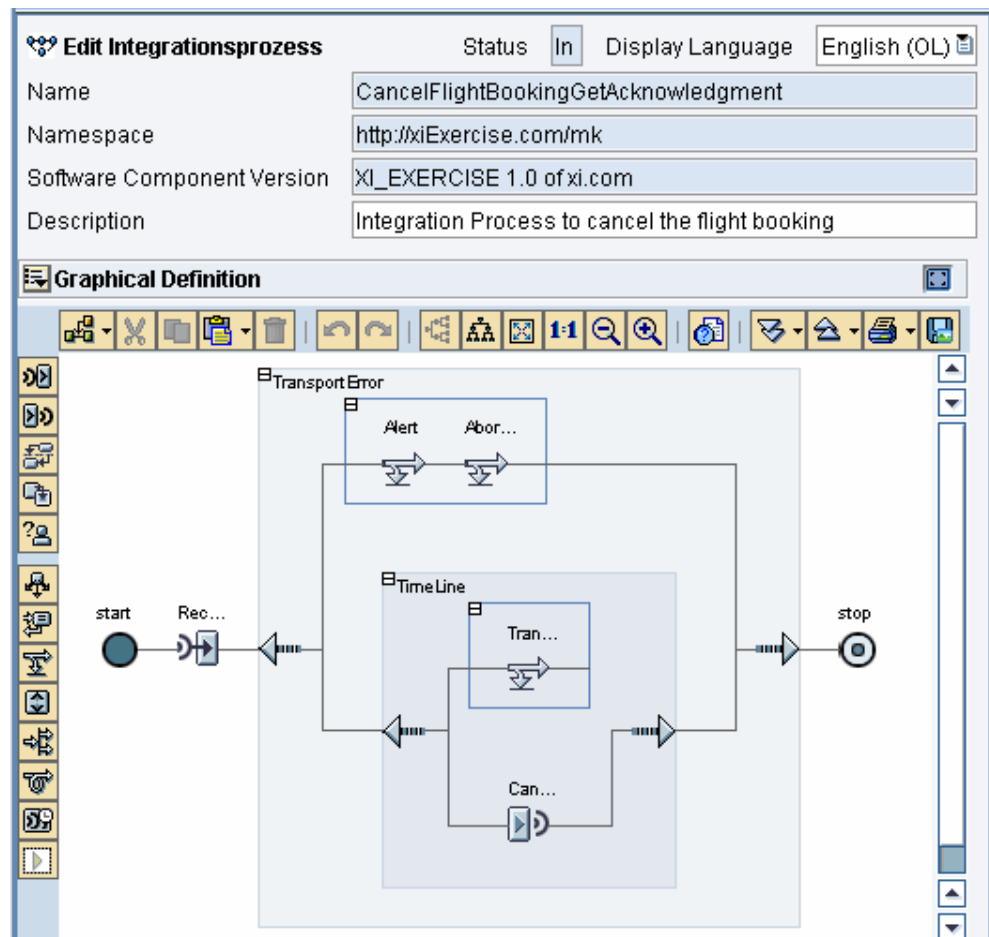 Edit Integrationsprozess Status In Display Language English (OL)
Name CancelFlightBookingGetAcknowledgment
Namespace http://xiExercise.com/mk
Software Component Version XI_EXERCISE 1.0 of xi.com
Description Integration Process to cancel the flight booking
Graphical Definition
1:1
Transport Error
Alert Abor...
TimeLine
start Rec... Tran... stop
Can...